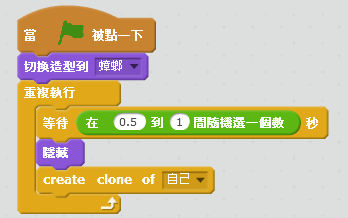 當 被點一下
切換造型到 蟑螂
重複執行
等待 在 0.5 到 1 間隨機選一個數 秒
隱藏
create clone of 自己